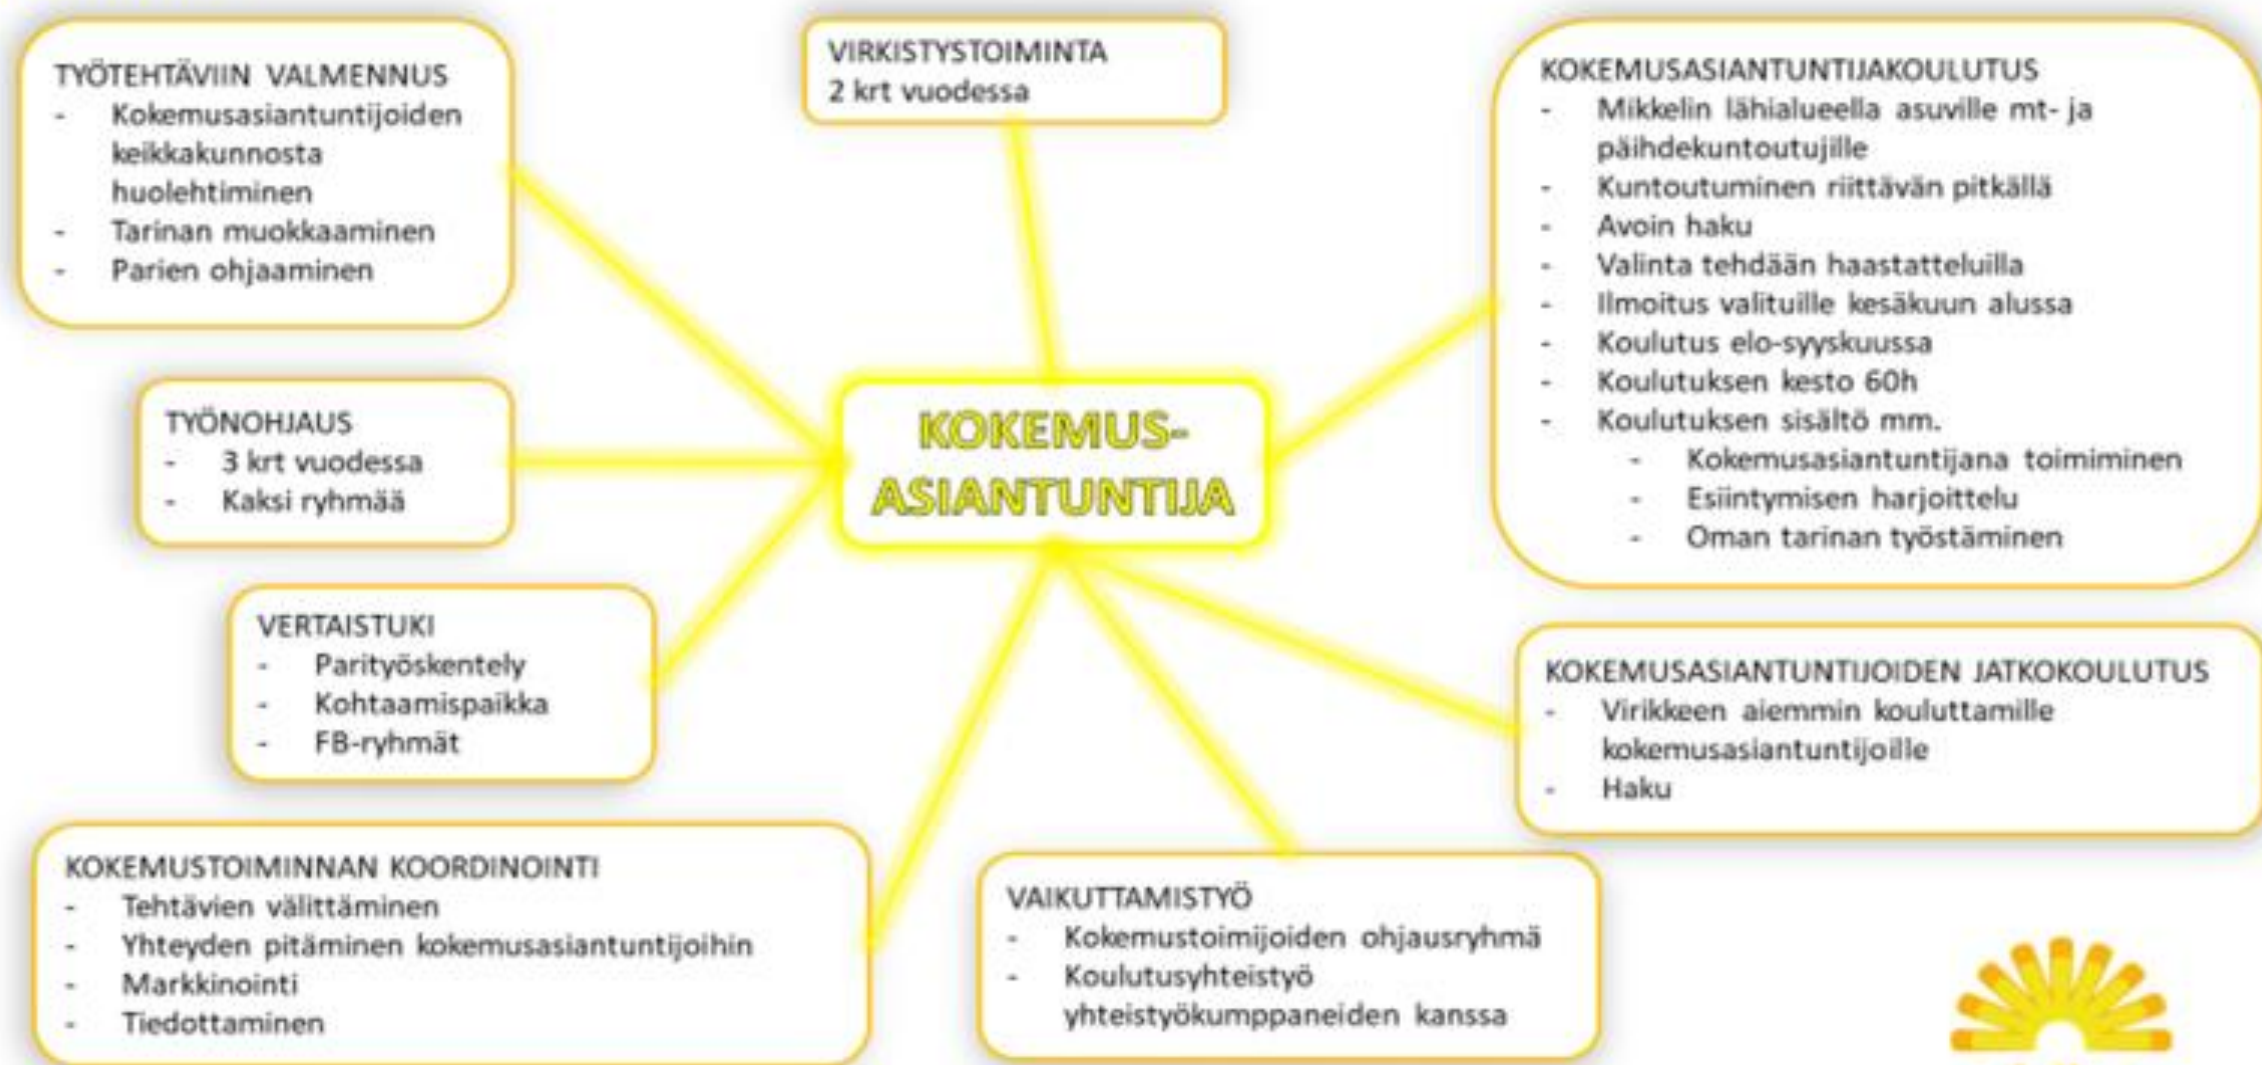 TYÖTEHTÄVIIN VALMENNUS
- Kokemusasiantuntijoiden
keikkakunnosta
huolehtiminen
- Tarinan muokkaaminen
- Parien ohjaaminen
VIRKISTYSTOIMINTA
2 krt vuodessa
KOKEMUSASIANTUNTIJAKOULUTUS
- Mikkelin lähialueella asuville mt- ja
päihdekuntoutujille
- Kuntoutuminen riittävän pitkällä
- Avoin haku
- Valinta tehdään haastatteluilla
- Ilmoitus valituille kesäkuun alussa
- Koulutus elo-syyskuussa
- Koulutuksen kesto 60h
- Koulutuksen sisältö mm.
- Kokemusasiantuntijana toimiminen
- Esiintymisen harjoittelu
- Oman tarinan työstäminen
TYÖNOHJAUS
- 3 krt vuodessa
- Kaksi ryhmää
KOKEMUS-
ASIANTUNTIJA
VERTAISTUKI
- Parityöskentely
- Kohtaamispaikka
- FB-ryhmät
KOKEMUSASIANTUNTIJOIDEN JATKOKOULUTUS
- Virikkeen aiemmin kouluttamille
kokemusasiantuntijoille
- Haku
KOKEMUSTOIMINNAN KOORDINOINTI
- Tehtävien välittäminen
- Yhteyden pitäminen kokemusasiantuntijoihin
- Markkinointi
- Tiedottaminen
VAIKUTTAMISTYÖ
- Kokemustoimijoiden ohjausryhmä
- Koulutusyhteistyö
yhteistyökumppaneiden kanssa